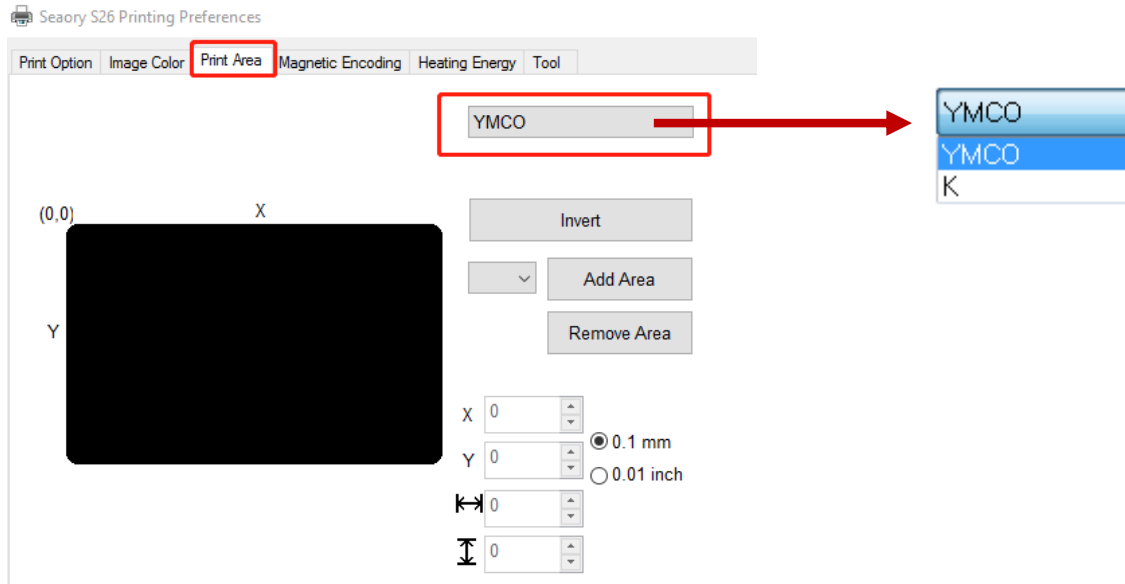 Seaory S26 Printing Preferences
Print Option Image Color Print Area Magnetic Encoding Heating Energy Tool
YMCO
YMCO
YMCO
K
(0,0) X
Invert
Add Area
Y
Remove Area
X 0
0.1 mm
Y 0
0.01 inch
0
0